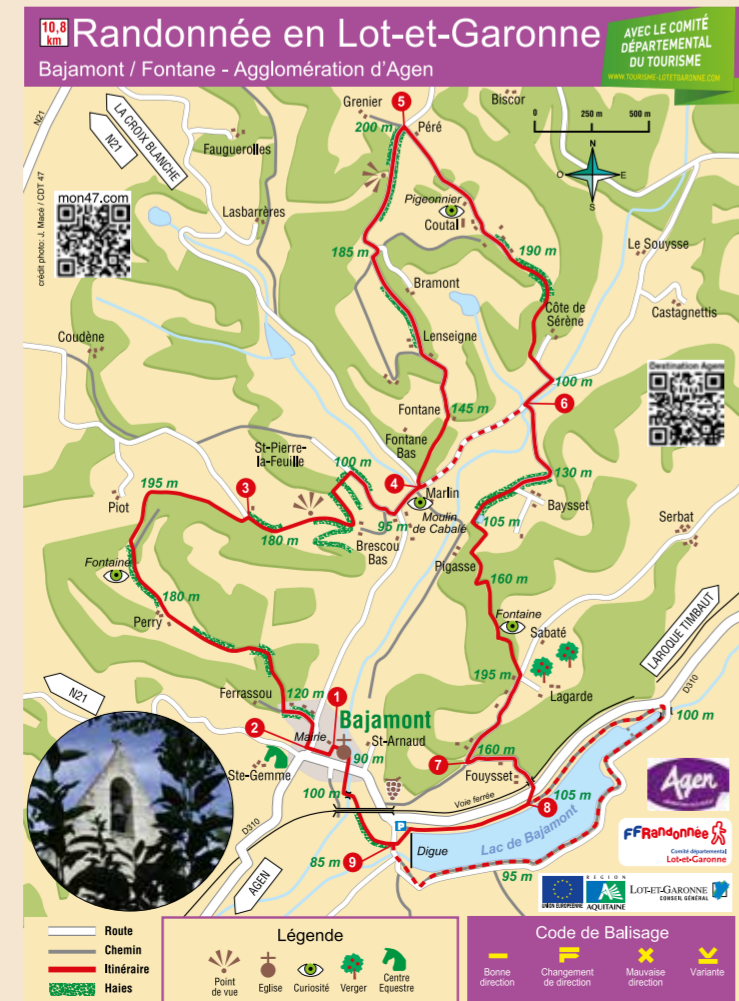 10,8
km
Randonnée en Lot-et-Garonne
Bajamont / Fontane - Agglomération d'Agen
AVEC LE COMITÉ
DÉPARTEMENTAL
DU TOURISME
WWW.TOURISME-LOTETGARONNE.COM
N21
LA CROIX BLANCHE
N21
Fauguerolles
Grenier
5
Biscor
200 m
Péré
0 250 m 500 m
N
O E
S
mon47.com
crédit photo: J. Macé / CDT 47
Lasbarrères
Pigeonnier
Coutal
185 m
190 m
Le Souysse
Bramont
Côte de
Sérène
Castagnettis
Coudène
Lenseigne
Destination Agen
100 m
6
Fontane
145 m
Fontane
Bas
St-Pierre-
la-Feuille
100 m
4
Marlin
130 m
195 m
3
Piot
180 m
95 m
Moulin
de Cabalé
Baysset
105 m
Serbat
Brescou
Bas
Pigasse
Fontaine
160 m
180 m
Perry
Fontaine
Sabaté
LAROQUE TIMBAUT
195 m
N21
Ferrassou
120 m
1
Lagarde
D310
100 m
Bajamont
2
Mairie
St-Arnaud
90 m
160 m
7
Fouysset
Ste-Gemme
100 m
Voie ferrée
105 m
8
Agen
D310
P
Lac de Bajamont
FFRandonnée
Comité départemental
Lot-et-Garonne
85 m
9
Digue
95 m
AGEN
UNION EUROPÉENNE
RÉGION
AQUITAINE
LOT-ET-GARONNE
CONSEIL GÉNÉRAL
Route
Chemin
Itinéraire
Haies
Légende
Point
de vue
Eglise
Curiosité
Verger
Centre
Equestre
Code de Balisage
Bonne
direction
Changement
de direction
Mauvaise
direction
Variante